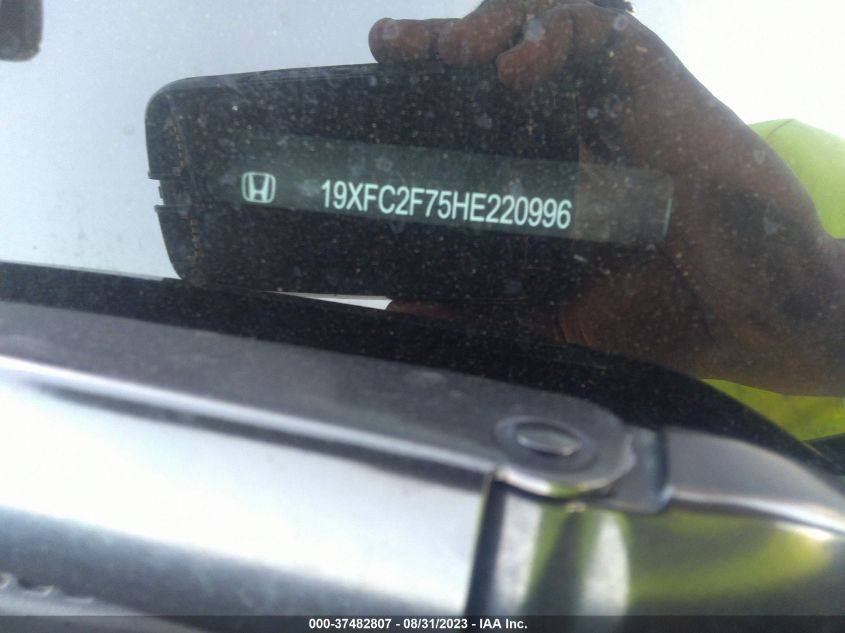 19XFC2F75HE220996
000-37482807 - 08/31/2023 - IAA Inc.